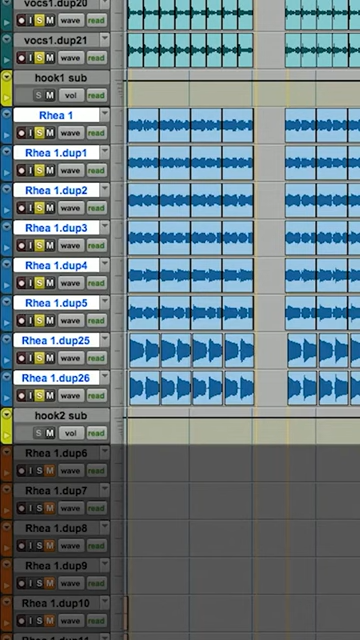 vocs1.dup20
I S M wave read
vocs1.dup21
I S M wave read
hook1 sub
S M vol read
Rhea 1
I S M wave read
Rhea 1.dup1
I S M wave read
Rhea 1.dup2
I S M wave read
Rhea 1.dup3
I S M wave read
Rhea 1.dup4
I S M wave read
Rhea 1.dup5
I S M wave read
Rhea 1.dup25
I S M wave read
Rhea 1.dup26
I S M wave read
hook2 sub
S M vol read
Rhea 1.dup6
I S M wave read
Rhea 1.dup7
I S M wave read
Rhea 1.dup8
I S M wave read
Rhea 1.dup9
I S M wave read
Rhea 1.dup10
I S M wave read